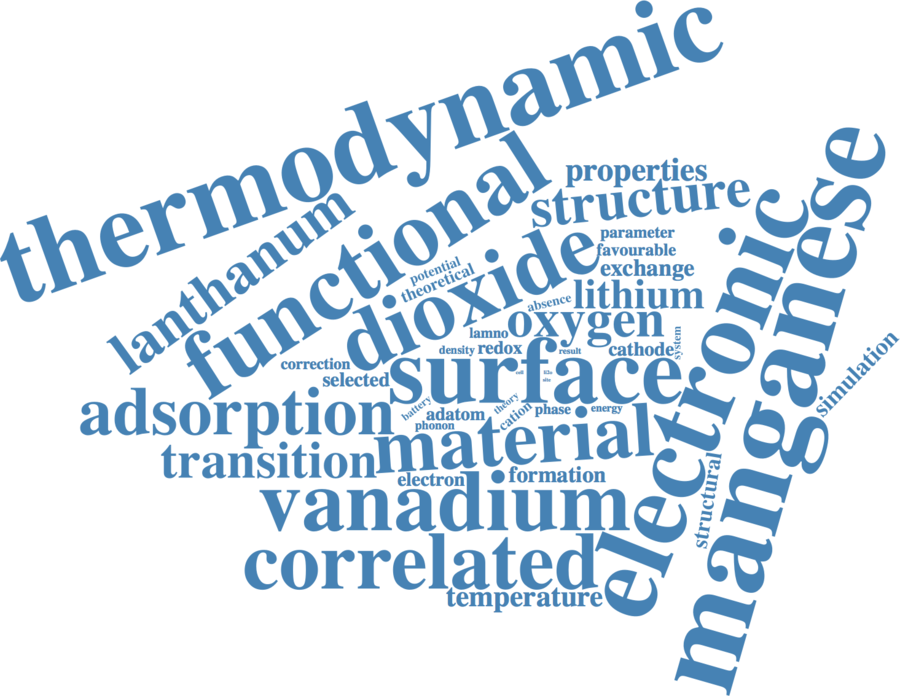 thermodynamic
functional
lanthanum
properties
structure
manganese
electronic
parameter
favourable
exchange
potential
theoretical
dioxide
absence
lithium
lamno
oxygen
system
density
redox
result
cathode
correction
selected
surface
simulation
adsorption
battery
adatom
theory
cation
phase
energy
phonon
material
transition
electron
formation
structural
vanadium
correlated
temperature